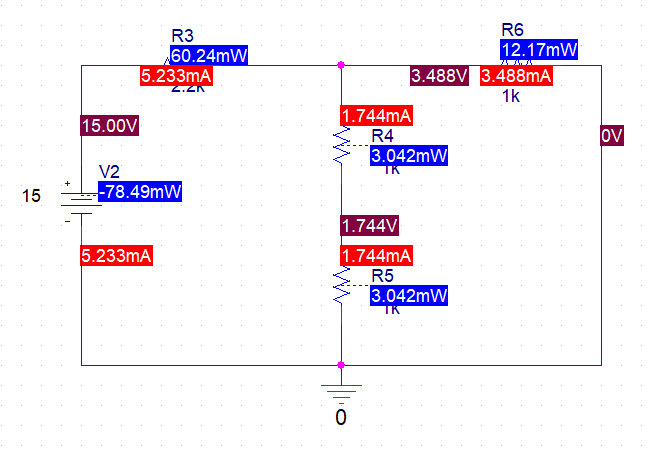 R3
60.24mW
5.233mA
2.2k
R6
12.17mW
3.488V
3.488mA
1k
15.00V
1.744mA
R4
3.042mW
1k
0V
V2
+
-78.49mW
15
-
1.744V
5.233mA
1.744mA
R5
3.042mW
1k
0